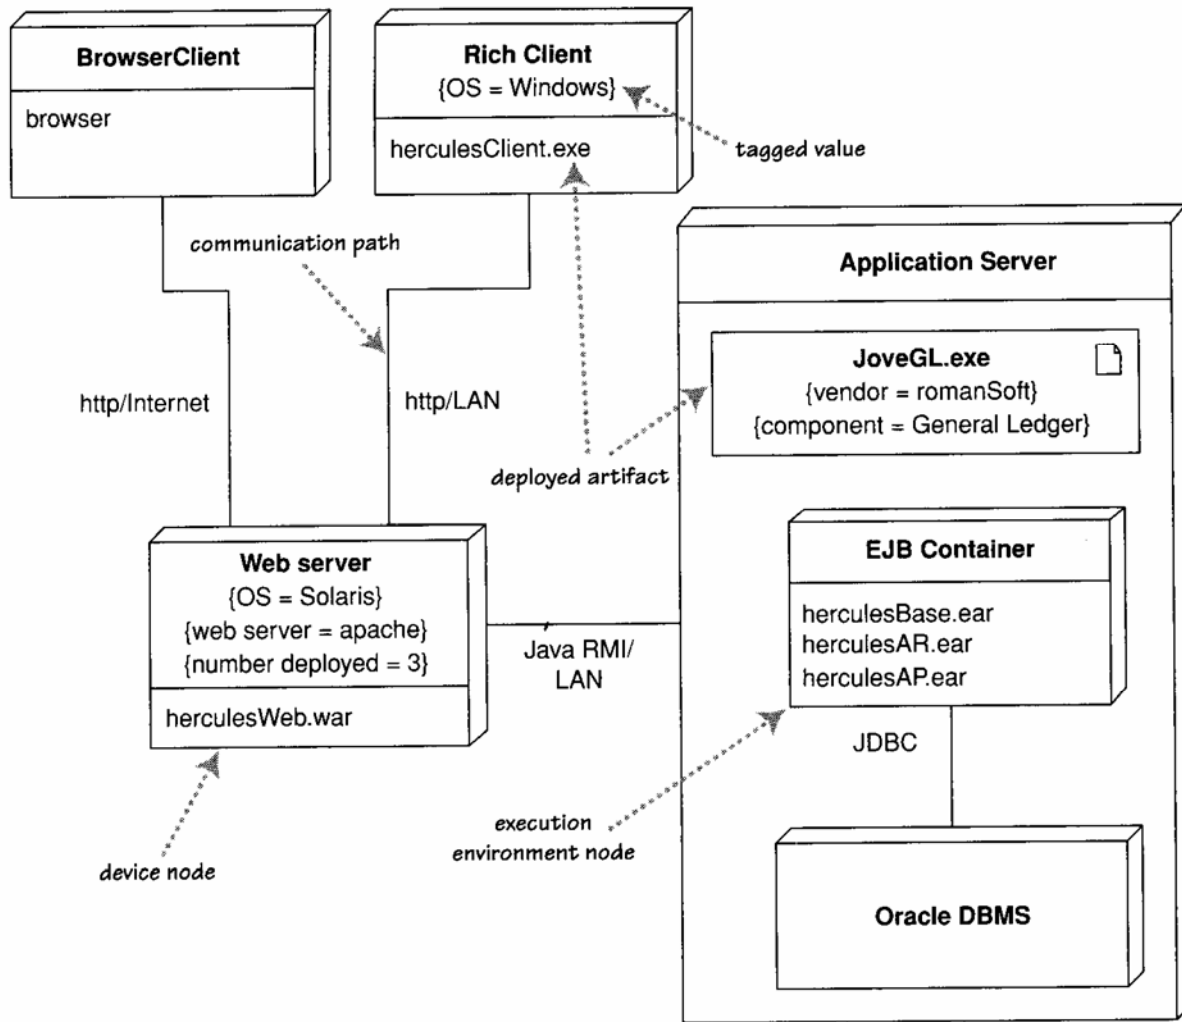 BrowserClient
browser
Rich Client
{OS = Windows}
herculesClient.exe
tagged value
communication path
http/Internet
http/LAN
deployed artifact
Application Server
JoveGL.exe
{vendor = romanSoft}
{component = General Ledger}
EJB Container
herculesBase.ear
herculesAR.ear
herculesAP.ear
Web server
{OS = Solaris}
{web server = apache}
{number deployed = 3}
herculesWeb.war
Java RMI/
LAN
JDBC
execution
environment node
device node
Oracle DBMS